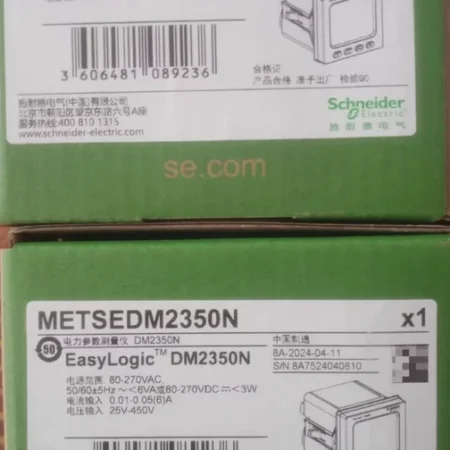 3 606481 089236
合格证
产品合格 准予出厂 检验QC
施耐德电气(中国)有限公司
北京市朝阳区望京东路六号A座
服务热线:400 810 1315
www.schneider-electric.com
Schneider
Electric
施耐德电气
se.com
METSEDM2350N
x1
50
电力参数测量仪 DM2350N
EasyLogic™ DM2350N
中国制造
8A-2024-04-11
S/N:8A7524040810
电源范围: 80-270VAC,
50/60±5Hz ~<6VA或80-270VDC⎓<3W
电流输入 0.01-0.05(6)A
电压输入 25V-450V